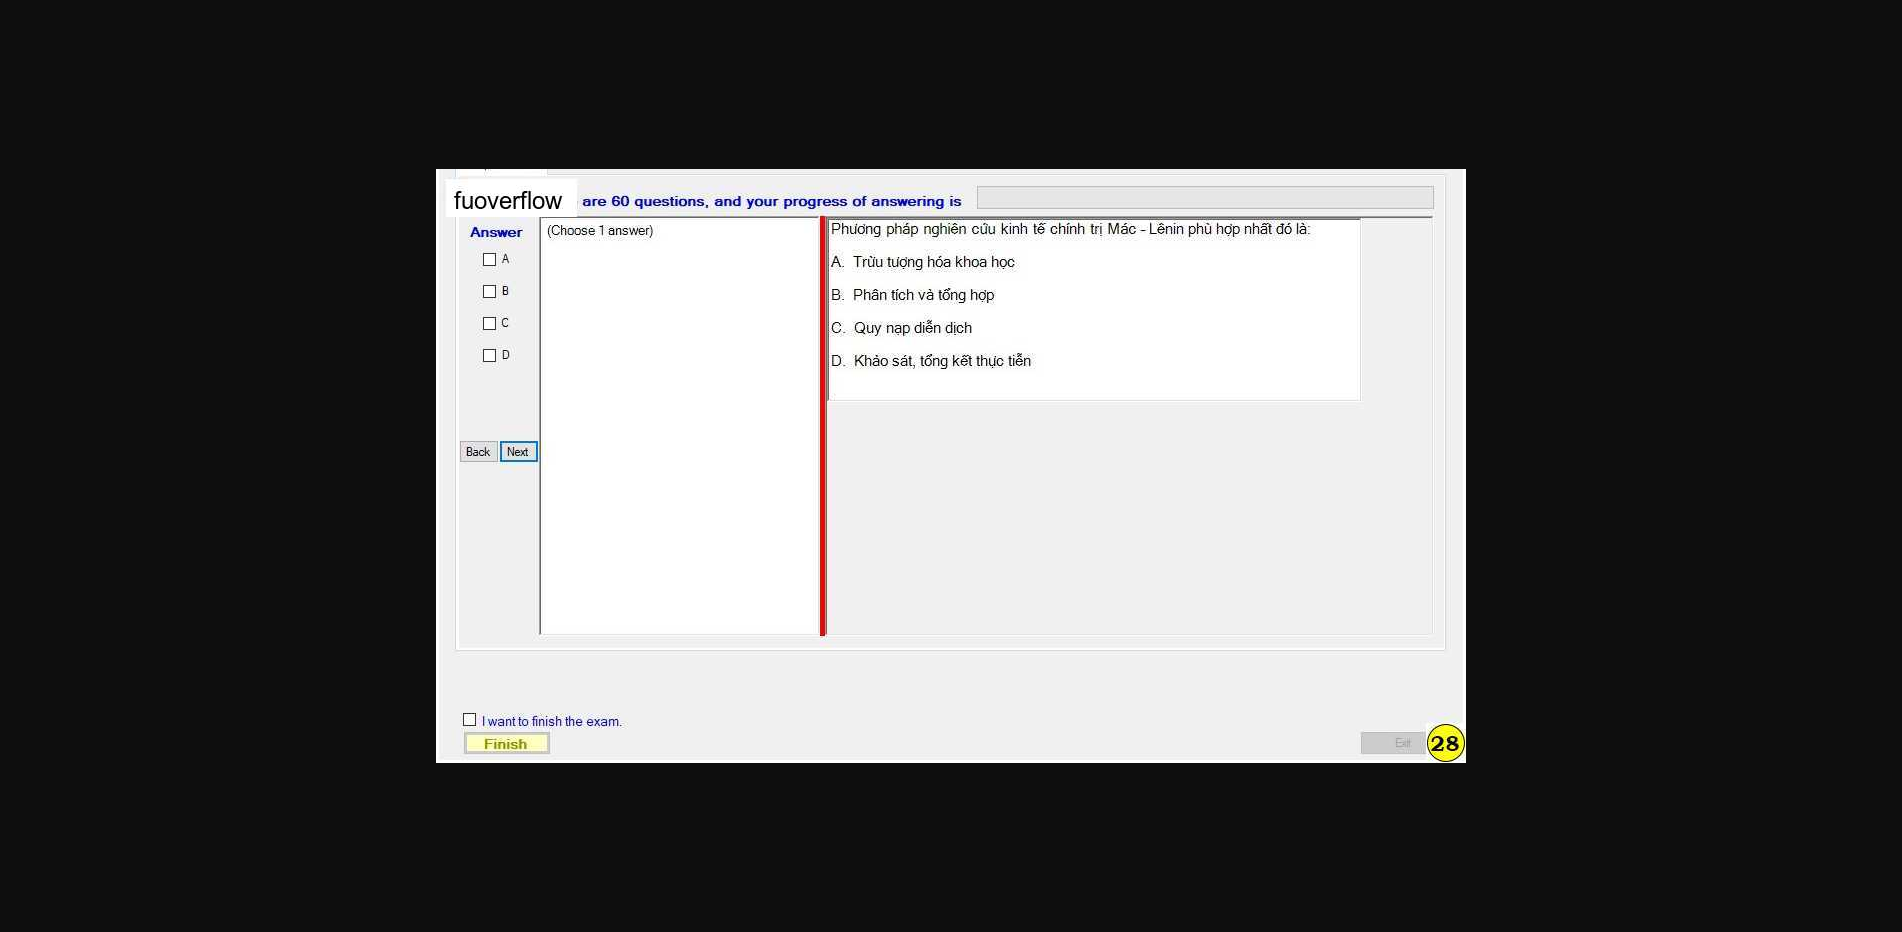 fuoverflow are 60 questions, and your progress of answering is
Answer
A
B
C
D
Back Next
(Choose 1 answer)
Phương pháp nghiên cứu kinh tế chính trị Mác - Lênin phù hợp nhất đó là:
A. Trừu tượng hóa khoa học
B. Phân tích và tổng hợp
C. Quy nạp diễn dịch
D. Khảo sát, tổng kết thực tiễn
I want to finish the exam.
Finish
Exit
28